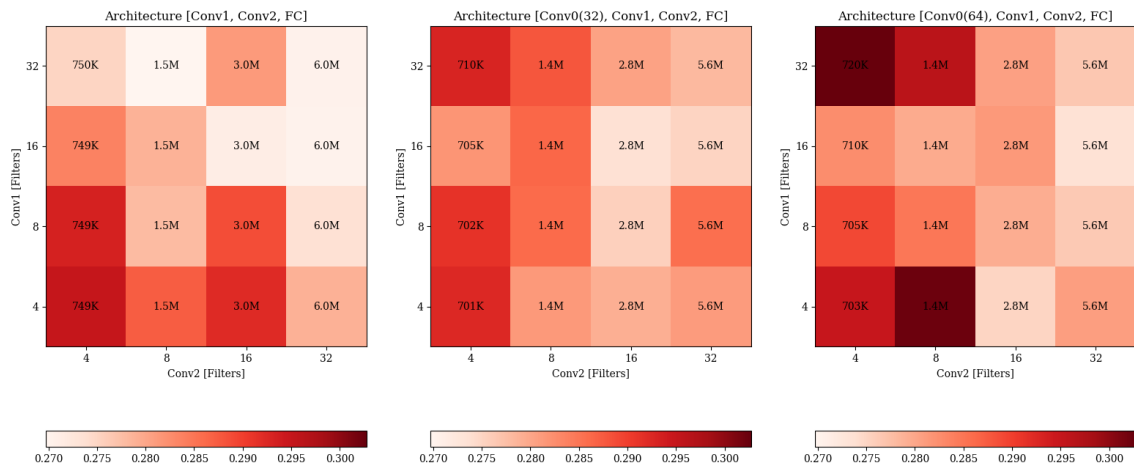 Architecture [Conv1, Conv2, FC]
Conv1 [Filters]
32
750K 1.5M 3.0M 6.0M
16
749K 1.5M 3.0M 6.0M
8
749K 1.5M 3.0M 6.0M
4
749K 1.5M 3.0M 6.0M
4 8 16 32
Conv2 [Filters]
0.270 0.275 0.280 0.285 0.290 0.295 0.300
Architecture [Conv0(32), Conv1, Conv2, FC]
Conv1 [Filters]
32
710K 1.4M 2.8M 5.6M
16
705K 1.4M 2.8M 5.6M
8
702K 1.4M 2.8M 5.6M
4
701K 1.4M 2.8M 5.6M
4 8 16 32
Conv2 [Filters]
0.270 0.275 0.280 0.285 0.290 0.295 0.300
Architecture [Conv0(64), Conv1, Conv2, FC]
Conv1 [Filters]
32
720K 1.4M 2.8M 5.6M
16
710K 1.4M 2.8M 5.6M
8
705K 1.4M 2.8M 5.6M
4
703K 1.4M 2.8M 5.6M
4 8 16 32
Conv2 [Filters]
0.270 0.275 0.280 0.285 0.290 0.295 0.300